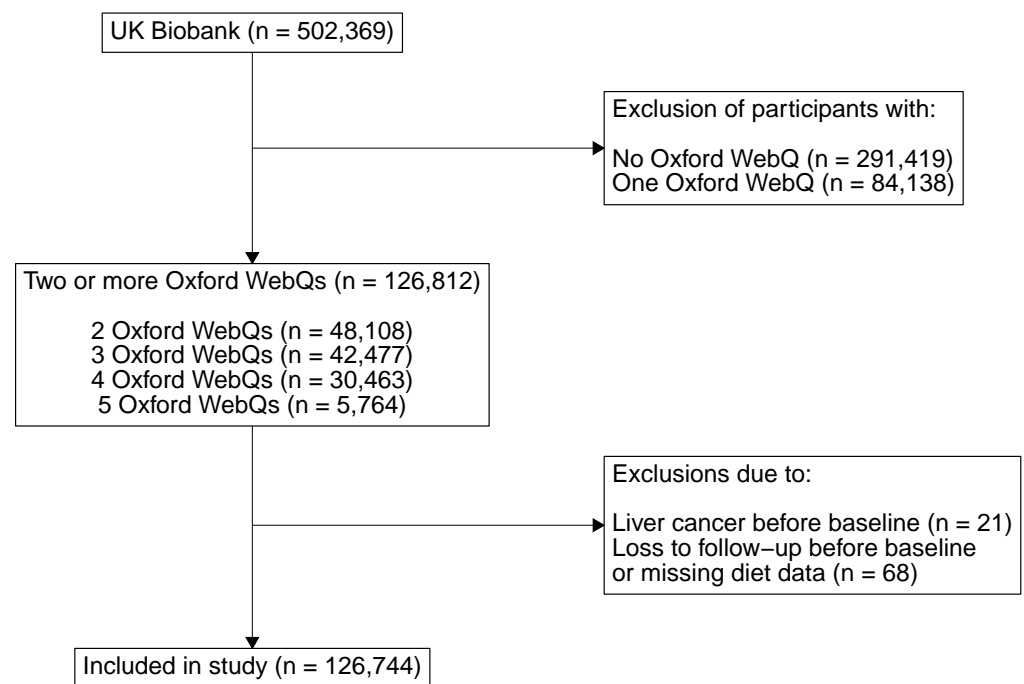 UK Biobank (n = 502,369)
Exclusion of participants with:
No Oxford WebQ (n = 291,419)
One Oxford WebQ (n = 84,138)
Two or more Oxford WebQs (n = 126,812)
2 Oxford WebQs (n = 48,108)
3 Oxford WebQs (n = 42,477)
4 Oxford WebQs (n = 30,463)
5 Oxford WebQs (n = 5,764)
Exclusions due to:
Liver cancer before baseline (n = 21)
Loss to follow−up before baseline
or missing diet data (n = 68)
Included in study (n = 126,744)